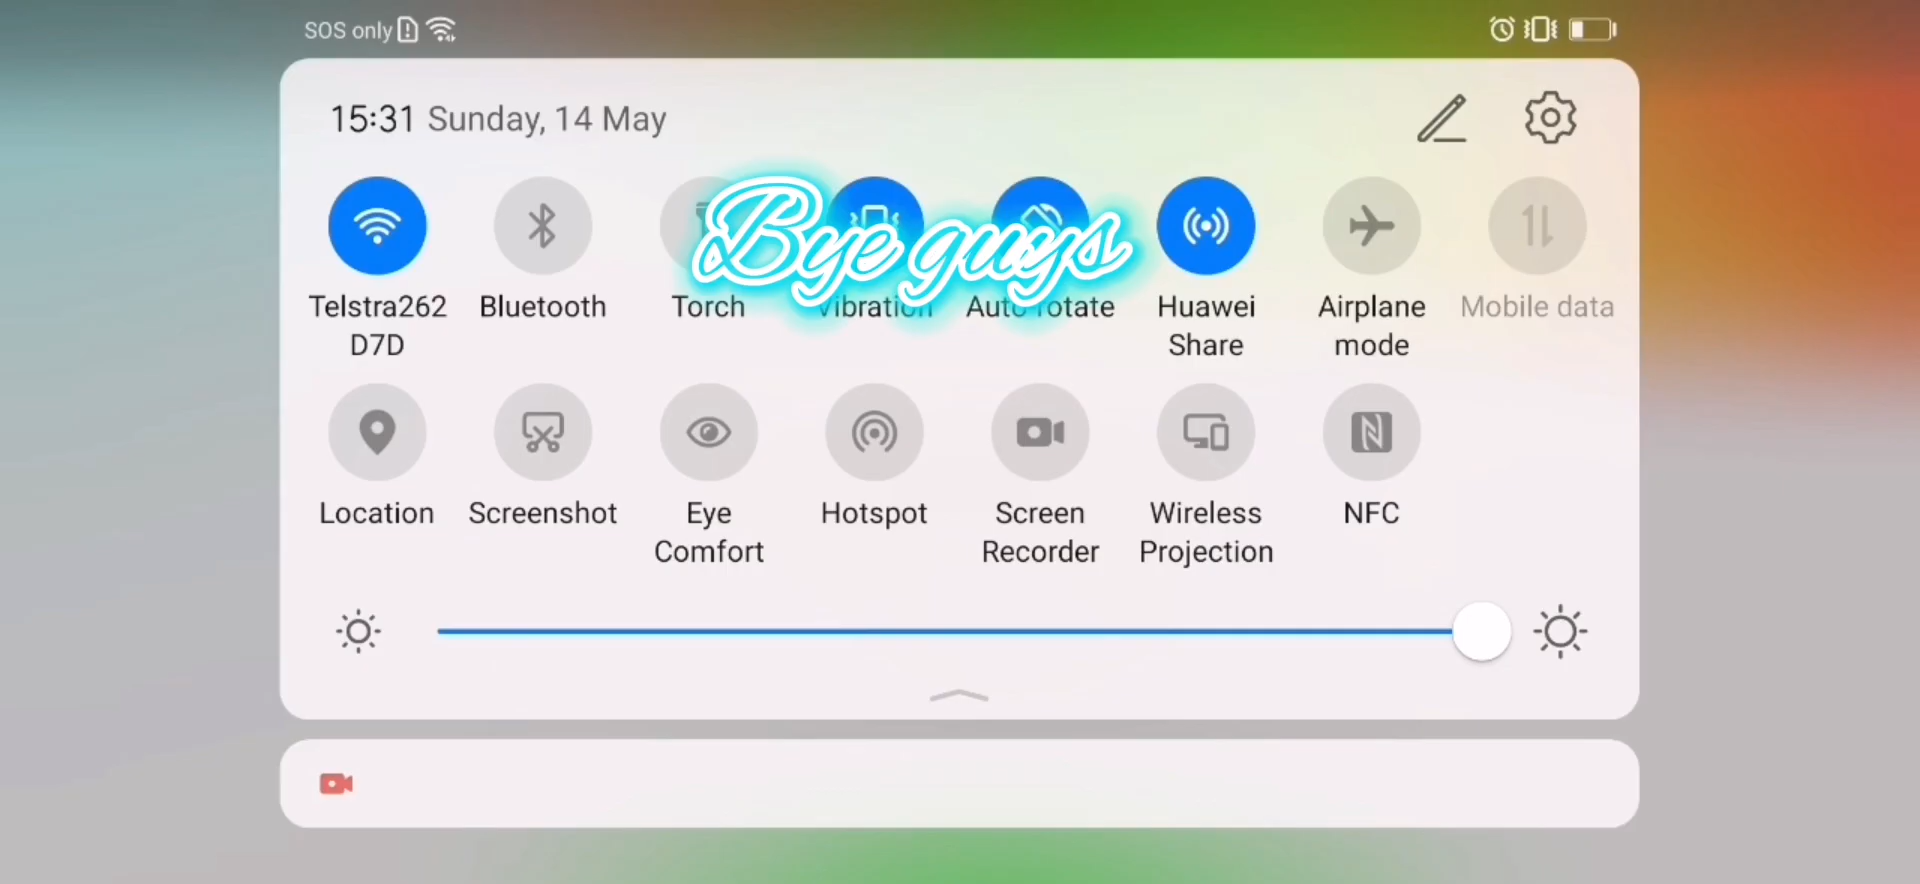 SOS only
15:31 Sunday, 14 May
Bye guys
Telstra262
D7D
Bluetooth
Torch
Vibration
Auto rotate
Huawei
Share
Airplane
mode
Mobile data
Location
Screenshot
Eye
Comfort
Hotspot
Screen
Recorder
Wireless
Projection
NFC